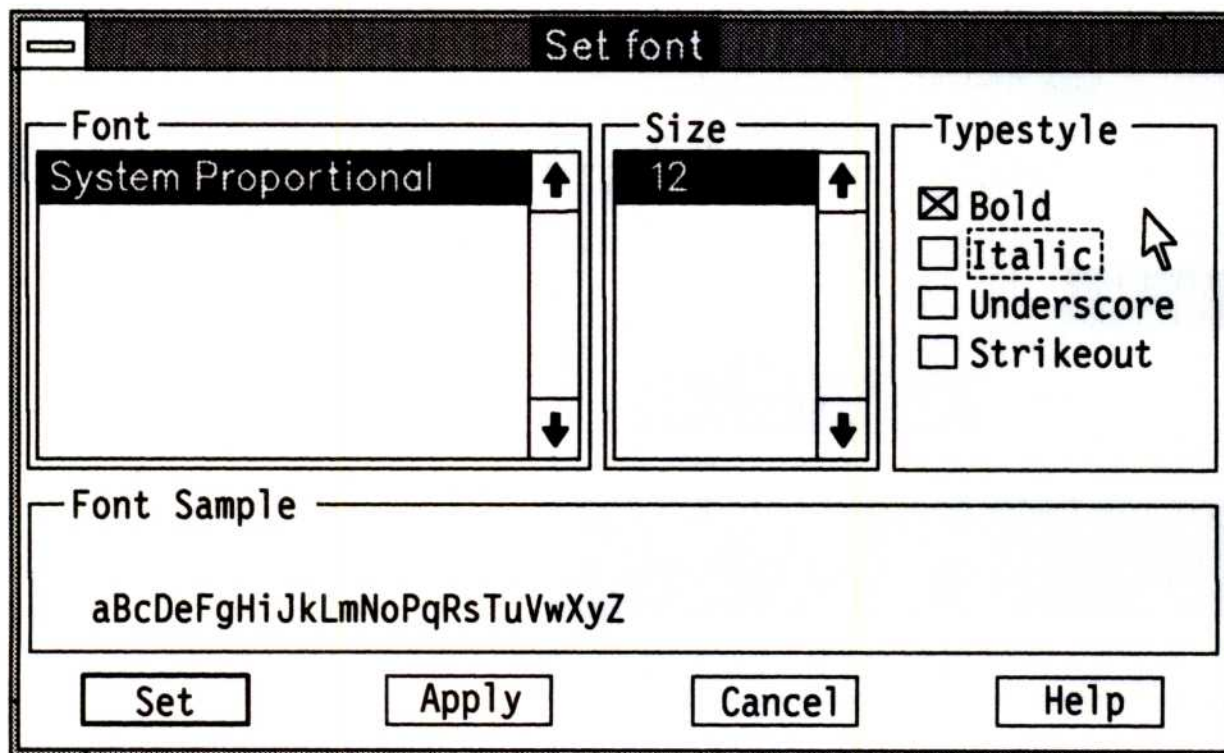 Set font
Font
System Proportional
Size
12
Typestyle
Bold
Italic
Underscore
Strikeout
Font Sample
aBcDeFgHiJkLmNoPqRsTuVwXyZ
Set
Apply
Cancel
Help